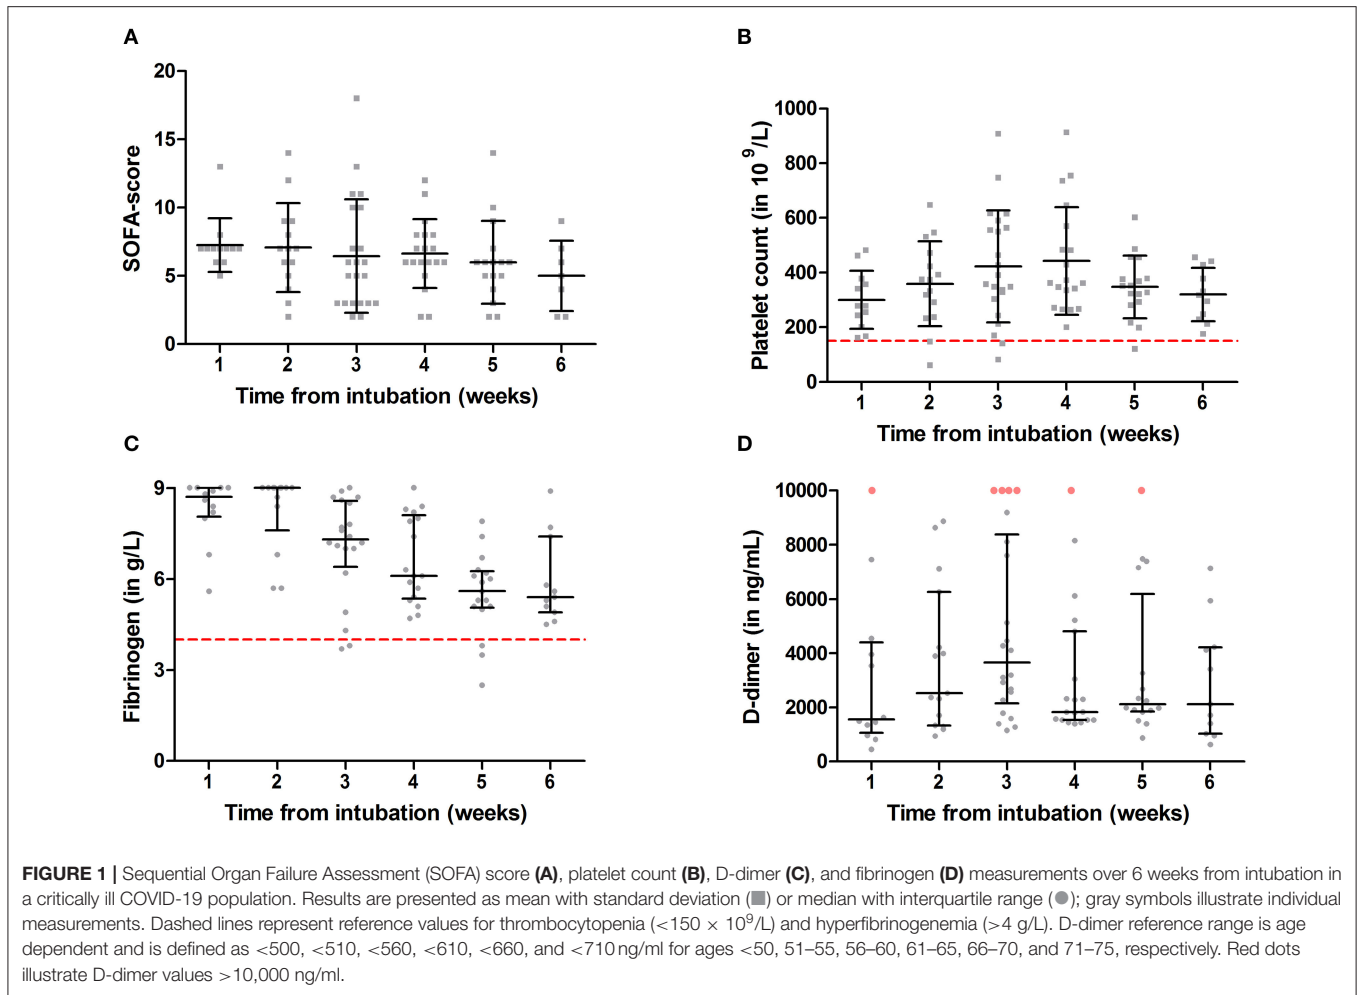 A
SOFA-score
20
15
10
5
0
1 2 3 4 5 6
Time from intubation (weeks)
B
Platelet count (in 10 9/L)
1000
800
600
400
200
0
1 2 3 4 5 6
Time from intubation (weeks)
C
Fibrinogen (in g/L)
9
6
3
0
1 2 3 4 5 6
Time from intubation (weeks)
D
D-dimer (in ng/mL)
10000
8000
6000
4000
2000
0
1 2 3 4 5 6
Time from intubation (weeks)
FIGURE 1 | Sequential Organ Failure Assessment (SOFA) score (A), platelet count (B), D-dimer (C), and fibrinogen (D) measurements over 6 weeks from intubation in
a critically ill COVID-19 population. Results are presented as mean with standard deviation (■) or median with interquartile range (●); gray symbols illustrate individual
measurements. Dashed lines represent reference values for thrombocytopenia (<150 × 10⁹/L) and hyperfibrinogenemia (>4 g/L). D-dimer reference range is age
dependent and is defined as <500, <510, <560, <610, <660, and <710 ng/ml for ages <50, 51–55, 56–60, 61–65, 66–70, and 71–75, respectively. Red dots
illustrate D-dimer values >10,000 ng/ml.